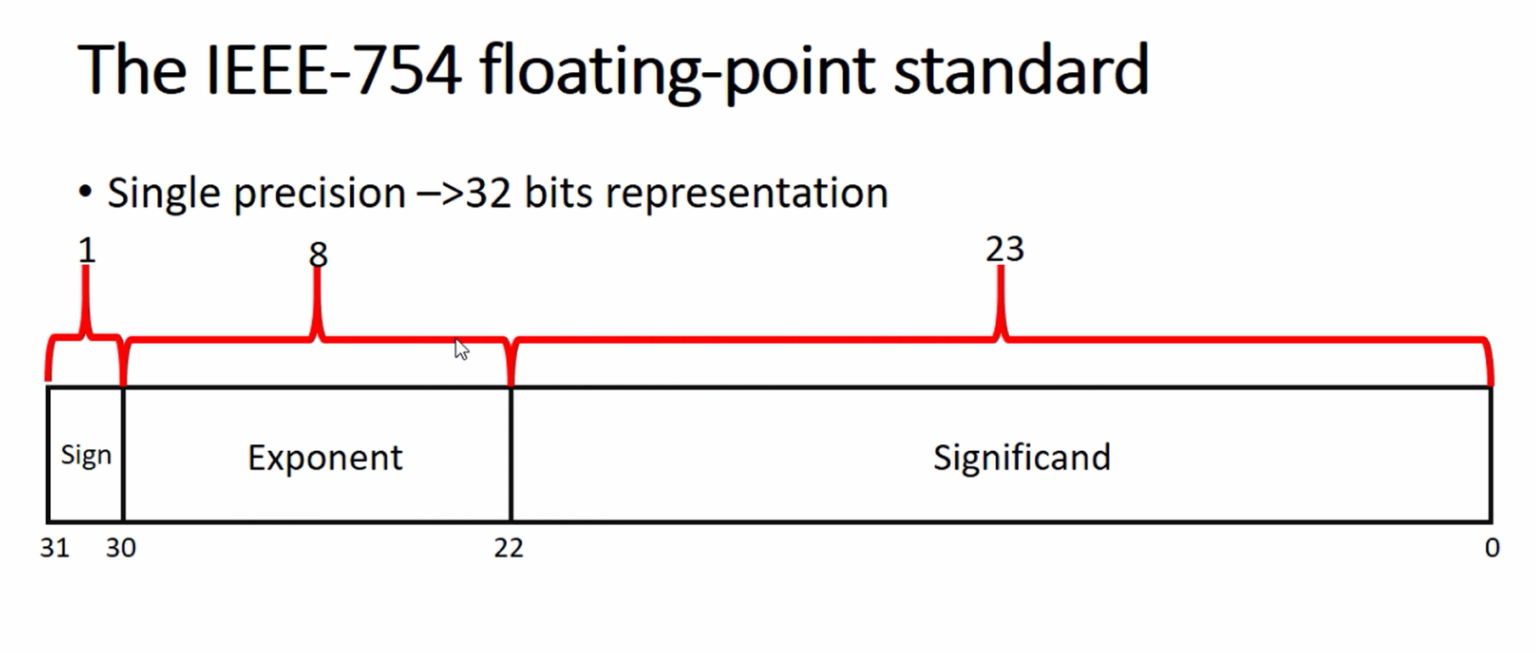 The IEEE-754 floating-point standard
• Single precision –>32 bits representation
1 8 23
Sign Exponent Significand
31 30 22 0